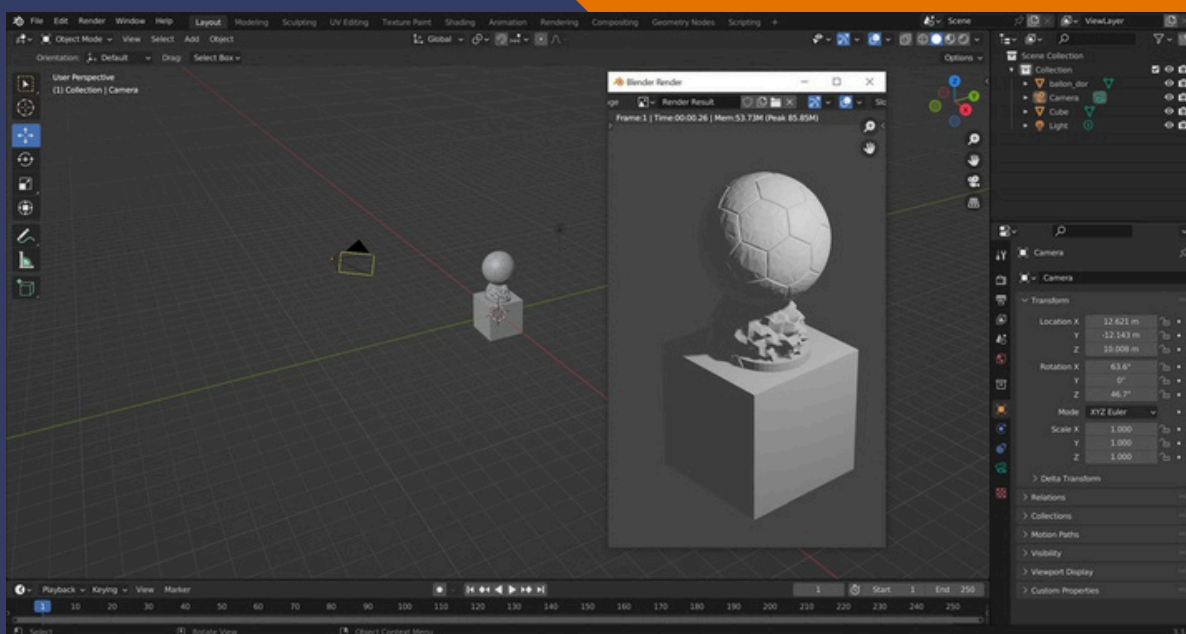 File Edit Render Window Help Layout Modeling Sculpting UV Editing Texture Paint Shading Animation Rendering Compositing Geometry Nodes Scripting + Scene ViewLayer
Object Mode View Select Add Object Global
Orientation: Default Drag: Select Box Options
User Perspective
(1) Collection | Camera
Blender Render
Render Result
Frame:1 | Time:00:00.26 | Mem:53.73M (Peak 85.85M)
Z
Y
X
Scene Collection
Collection
ballon_dor
Camera
Cube
Light
Camera
Camera
Transform
Location X 12.621 m
Y -12.143 m
Z 10.008 m
Rotation X 63.6°
Y 0°
Z 46.7°
Mode XYZ Euler
Scale X 1.000
Y 1.000
Z 1.000
Delta Transform
Relations
Collections
Motion Paths
Visibility
Viewport Display
Custom Properties
Playback Keying View Marker 1 Start 1 End 250
1 10 20 30 40 50 60 70 80 90 100 110 120 130 140 150 160 170 180 190 200 210 220 230 240 250
Select Rotate View Object Context Menu